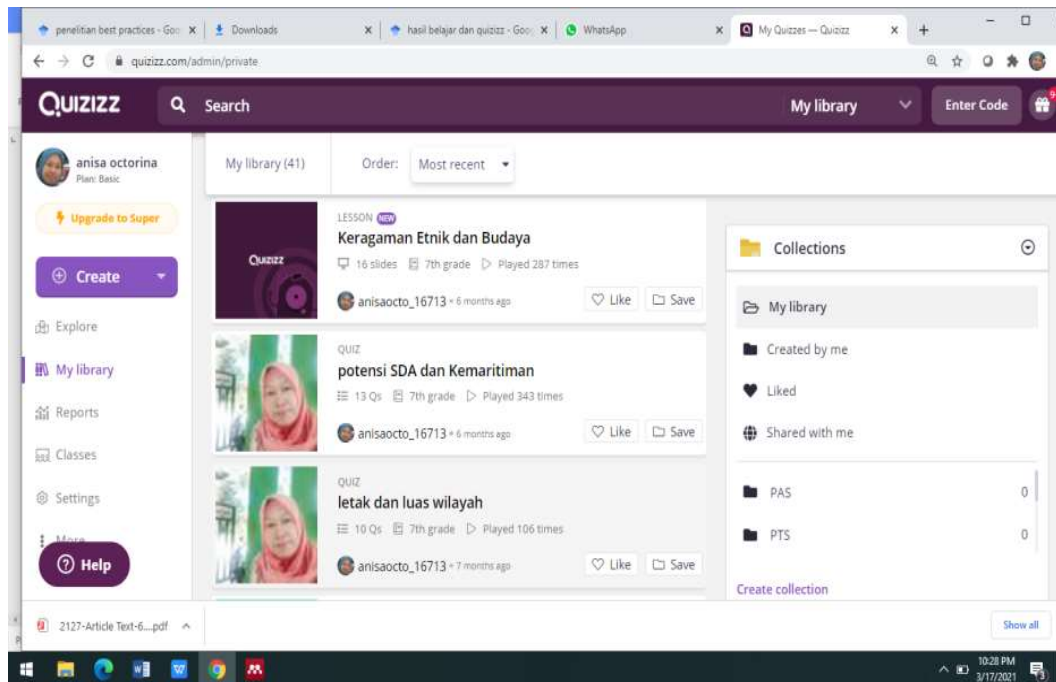 penelitian best practices - Goo
Downloads
hasil belajar dan quizizz - Goo
WhatsApp
My Quizzes — Quizizz
quizizz.com/admin/private
QUIZIZZ
Search
My library
Enter Code
anisa octorina
Plan: Basic
Upgrade to Super
Create
Explore
My library
Reports
Classes
Settings
More
Help
My library (41)
Order:
Most recent
QUIZIZZ
LESSON NEW
Keragaman Etnik dan Budaya
16 slides 7th grade Played 287 times
anisaocto_16713 • 6 months ago
Like Save
QUIZ
potensi SDA dan Kemaritiman
13 Qs 7th grade Played 343 times
anisaocto_16713 • 6 months ago
Like Save
QUIZ
letak dan luas wilayah
10 Qs 7th grade Played 106 times
anisaocto_16713 • 7 months ago
Like Save
Collections
My library
Created by me
Liked
Shared with me
PAS 0
PTS 0
Create collection
2127-Article Text-6....pdf
Show all
10:28 PM
3/17/2021